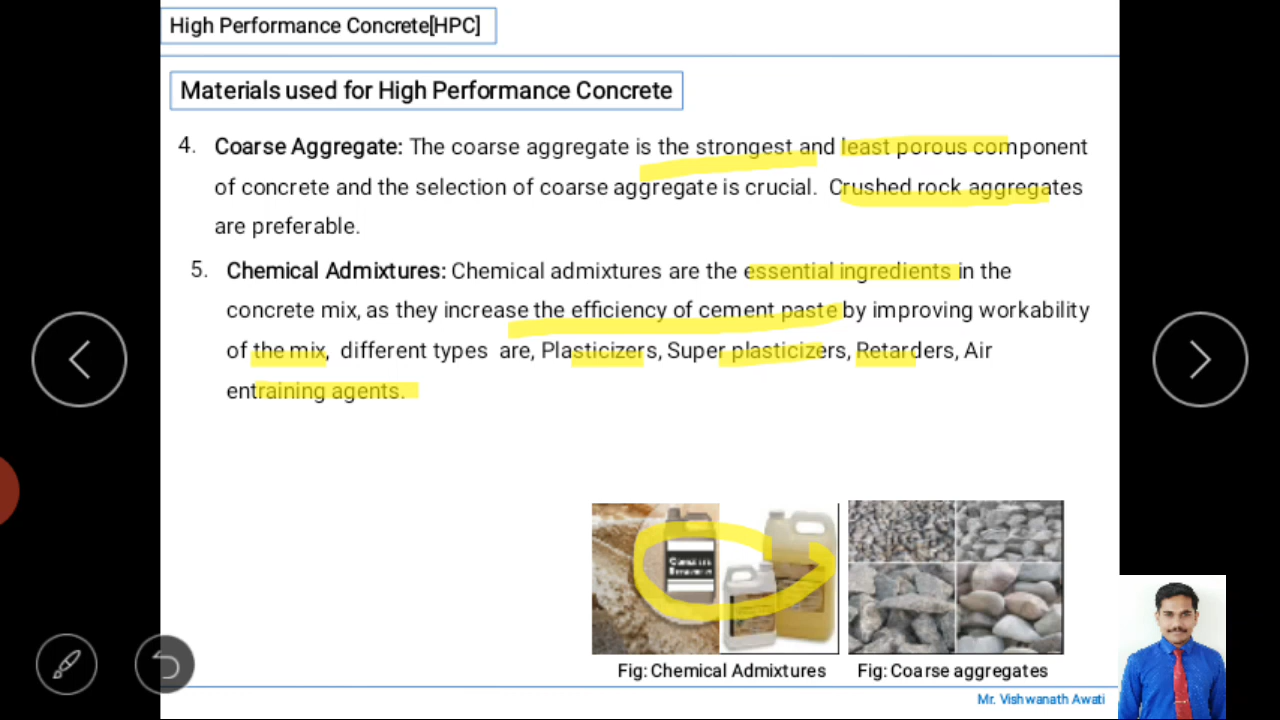 High Performance Concrete[HPC]
Materials used for High Performance Concrete
4. Coarse Aggregate: The coarse aggregate is the strongest and least porous component
of concrete and the selection of coarse aggregate is crucial. Crushed rock aggregates
are preferable.
5. Chemical Admixtures: Chemical admixtures are the essential ingredients in the
concrete mix, as they increase the efficiency of cement paste by improving workability
of the mix, different types are, Plasticizers, Super plasticizers, Retarders, Air
entraining agents.
Fig: Chemical Admixtures
Fig: Coarse aggregates
Mr. Vishwanath Awati